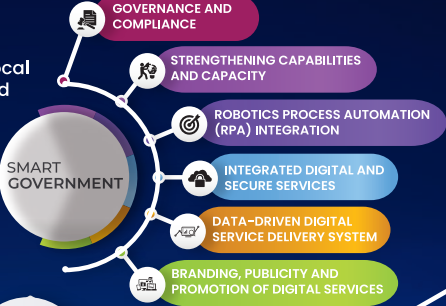 GOVERNANCE AND
COMPLIANCE
STRENGTHENING CAPABILITIES
AND CAPACITY
ROBOTICS PROCESS AUTOMATION
(RPA) INTEGRATION
SMART
GOVERNMENT
INTEGRATED DIGITAL AND
SECURE SERVICES
DATA-DRIVEN DIGITAL
SERVICE DELIVERY SYSTEM
BRANDING, PUBLICITY AND
PROMOTION OF DIGITAL SERVICES